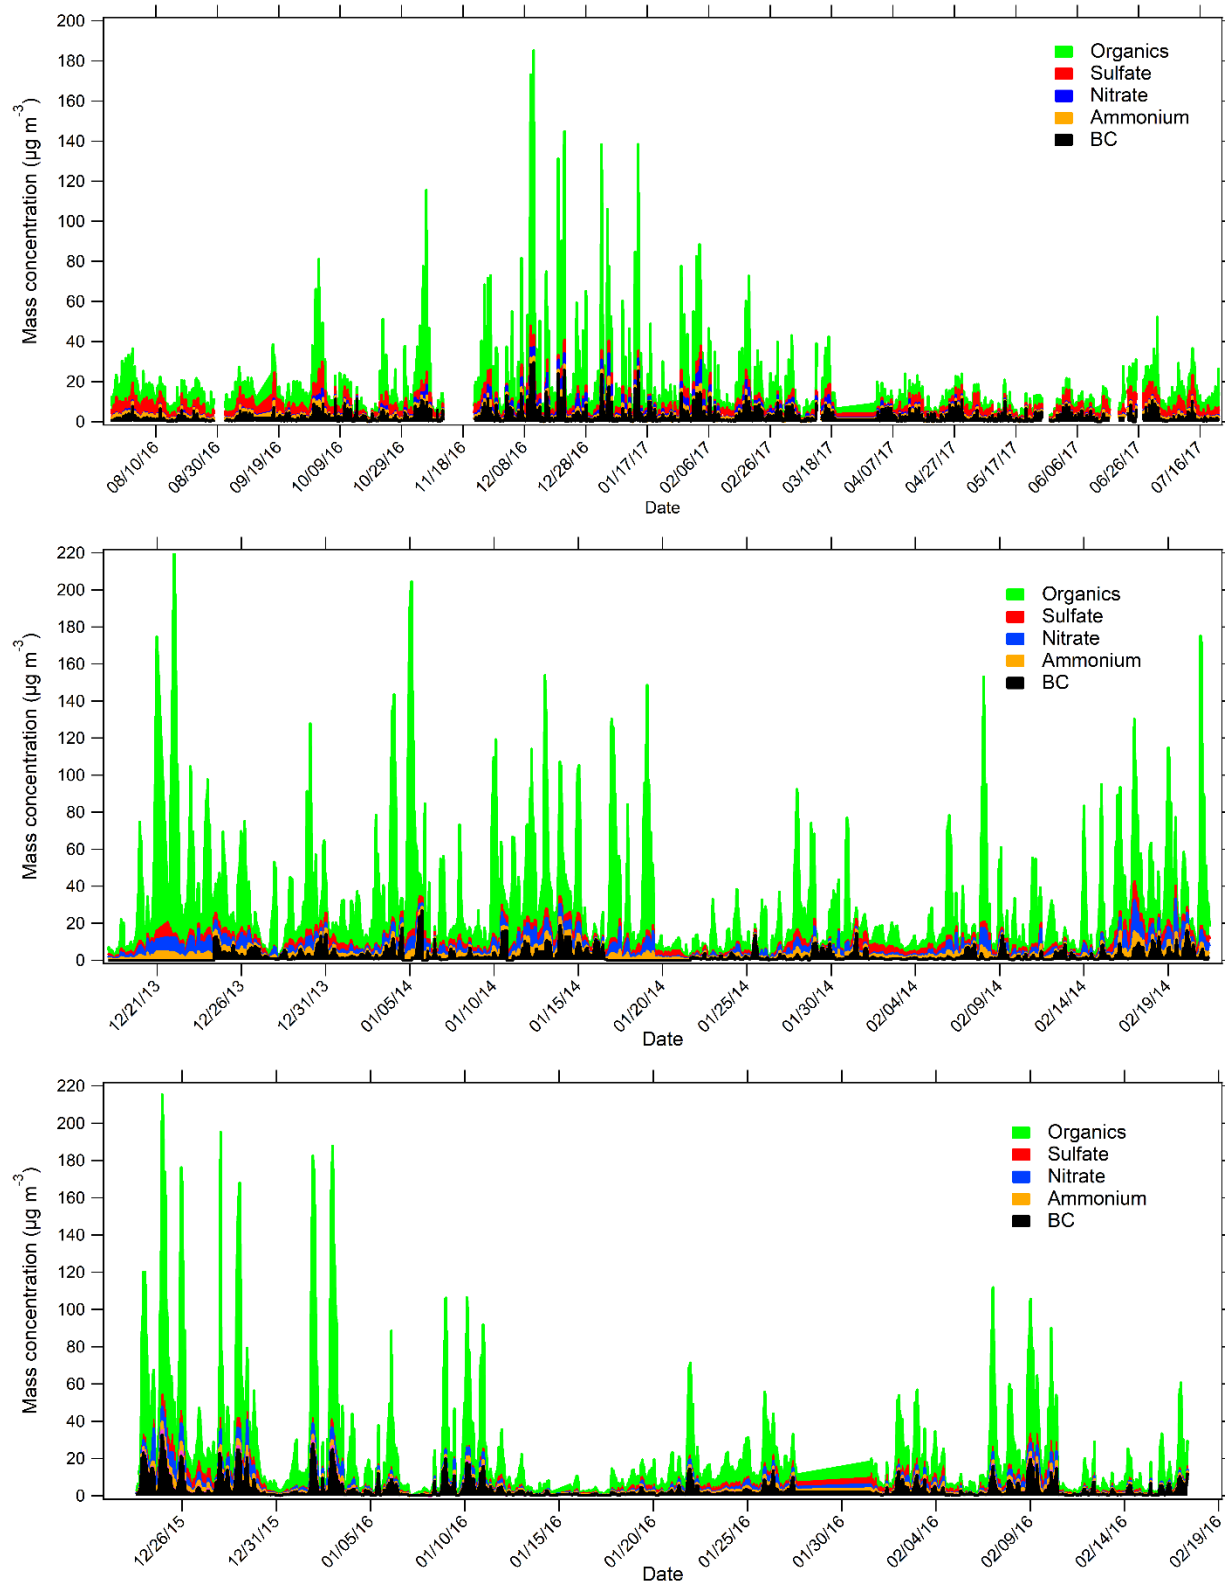 200
180
160
140
120
100
80
60
40
20
0
Mass concentration (µg m⁻³)
Organics
Sulfate
Nitrate
Ammonium
BC
08/10/16 08/30/16 09/19/16 10/09/16 10/29/16 11/18/16 12/08/16 12/28/16 01/17/17 02/06/17 02/26/17 03/18/17 04/07/17 04/27/17 05/17/17 06/06/17 06/26/17 07/16/17
Date
220
200
180
160
140
120
100
80
60
40
20
0
Mass concentration (µg m⁻³)
Organics
Sulfate
Nitrate
Ammonium
BC
12/21/13 12/26/13 12/31/13 01/05/14 01/10/14 01/15/14 01/20/14 01/25/14 01/30/14 02/04/14 02/09/14 02/14/14 02/19/14
Date
220
200
180
160
140
120
100
80
60
40
20
0
Mass concentration (µg m⁻³)
Organics
Sulfate
Nitrate
Ammonium
BC
12/26/15 12/31/15 01/05/16 01/10/16 01/15/16 01/20/16 01/25/16 01/30/16 02/04/16 02/09/16 02/14/16 02/19/16
Date